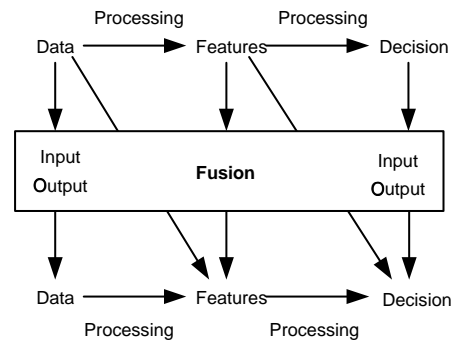 Processing Processing
Data Features Decision
Input Input
Fusion
Output Output
Data Features Decision
Processing Processing